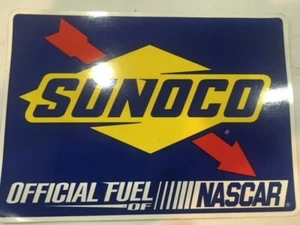 SUNOCO
®
OFFICIAL FUEL OF NASCAR